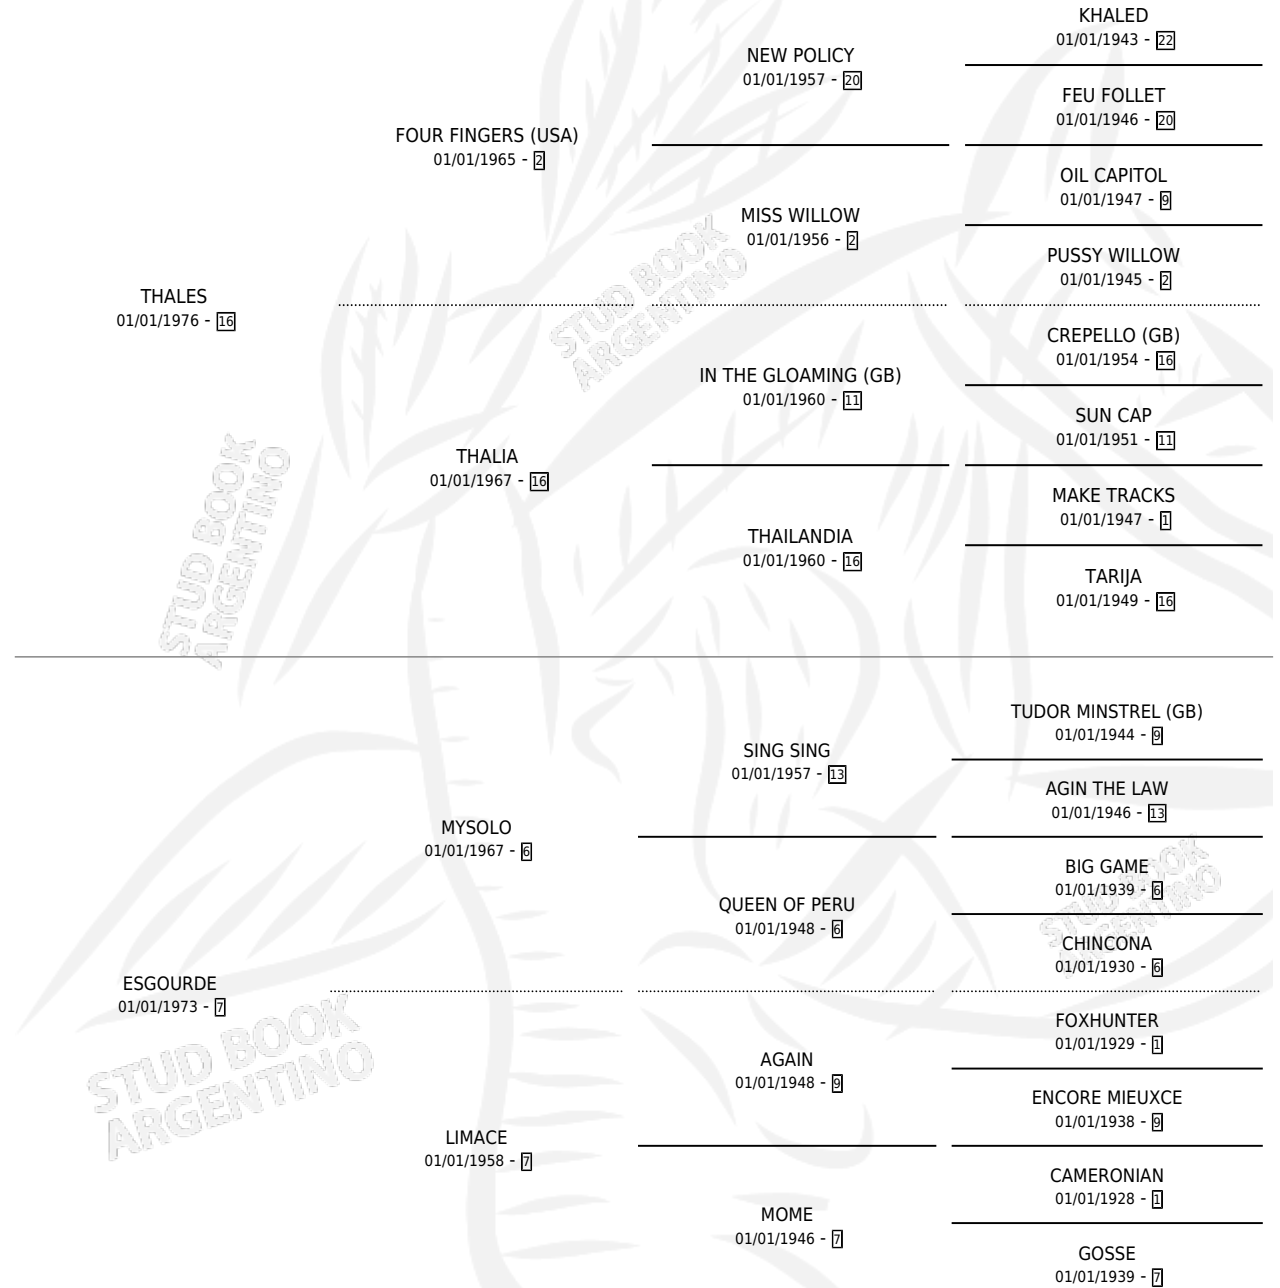 KHALED
01/01/1943 - 22
NEW POLICY
01/01/1957 - 20
FEU FOLLET
01/01/1946 - 20
FOUR FINGERS (USA)
01/01/1965 - 2
OIL CAPITOL
01/01/1947 - 9
MISS WILLOW
01/01/1956 - 2
PUSSY WILLOW
01/01/1945 - 2
THALES
01/01/1976 - 16
STUD BOOK
ARGENTINO
CREPELLO (GB)
01/01/1954 - 16
IN THE GLOAMING (GB)
01/01/1960 - 11
SUN CAP
01/01/1951 - 11
THALIA
01/01/1967 - 16
MAKE TRACKS
01/01/1947 - 1
THAILANDIA
01/01/1960 - 16
TARIJA
01/01/1949 - 16
STUD BOOK
ARGENTINO
TUDOR MINSTREL (GB)
01/01/1944 - 9
SING SING
01/01/1957 - 13
AGIN THE LAW
01/01/1946 - 13
MYSOLO
01/01/1967 - 6
BIG GAME
01/01/1939 - 6
QUEEN OF PERU
01/01/1948 - 6
STUD BOOK
ARGENTINO
CHINCONA
01/01/1930 - 6
ESGOURDE
01/01/1973 - 7
FOXHUNTER
01/01/1929 - 1
AGAIN
01/01/1948 - 9
STUD BOOK
ARGENTINO
ENCORE MIEUXCE
01/01/1938 - 9
LIMACE
01/01/1958 - 7
CAMERONIAN
01/01/1928 - 1
MOME
01/01/1946 - 7
GOSSE
01/01/1939 - 7